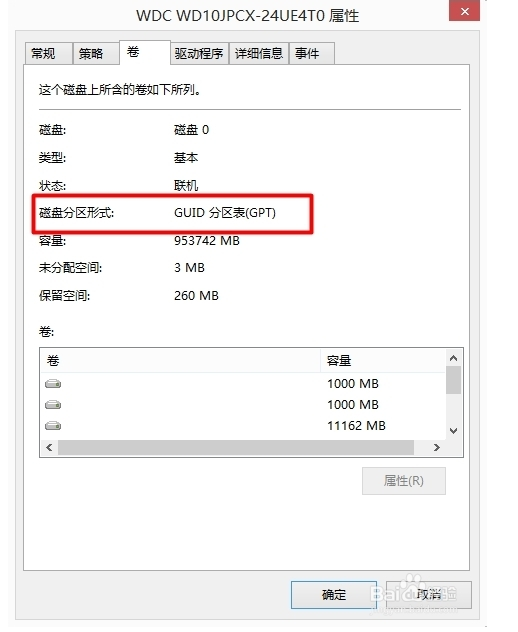 WDC WD10JPCX-24UE4T0 属性
常规 策略 卷 驱动程序 详细信息 事件
这个磁盘上所含的卷如下所列。
磁盘: 磁盘 0
类型: 基本
状态: 联机
磁盘分区形式: GUID 分区表(GPT)
容量: 953742 MB
未分配空间: 3 MB
保留空间: 260 MB
卷:
卷 容量
1000 MB
1000 MB
11162 MB
属性(R)
确定 取消
Baidu 经验